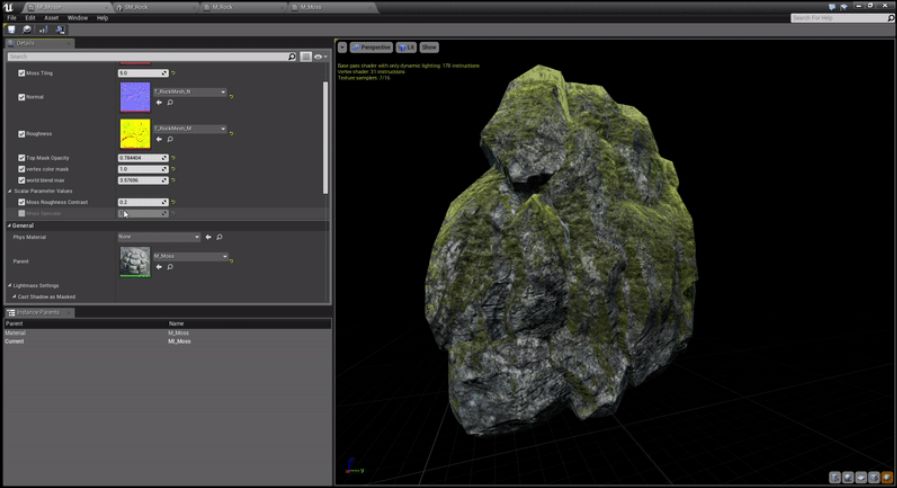 M_Mosse
SM_Rock
M_Rock
M_Moss
File Edit Asset Window Help
Search For Help
Details
Search
Perspective Lit Show
Base pass shader with only dynamic lighting: 178 instructions
Vertex shader: 31 instructions
Texture samplers: 7/16
Moss Tiling 5.0
Normal T_RockMesh_N
Roughness T_RockMesh_M
Top Mask Opacity 0.784404
vertex color mask 1.0
world blend max 0.57696
Scalar Parameter Values
Moss Roughness Contrast 0.2
Moss Specular
General
Phys Material None
Parent M_Moss
Lightmass Settings
Cast Shadow as Masked
Instance Parents
Parent Name
Material M_Moss
Current MI_Moss